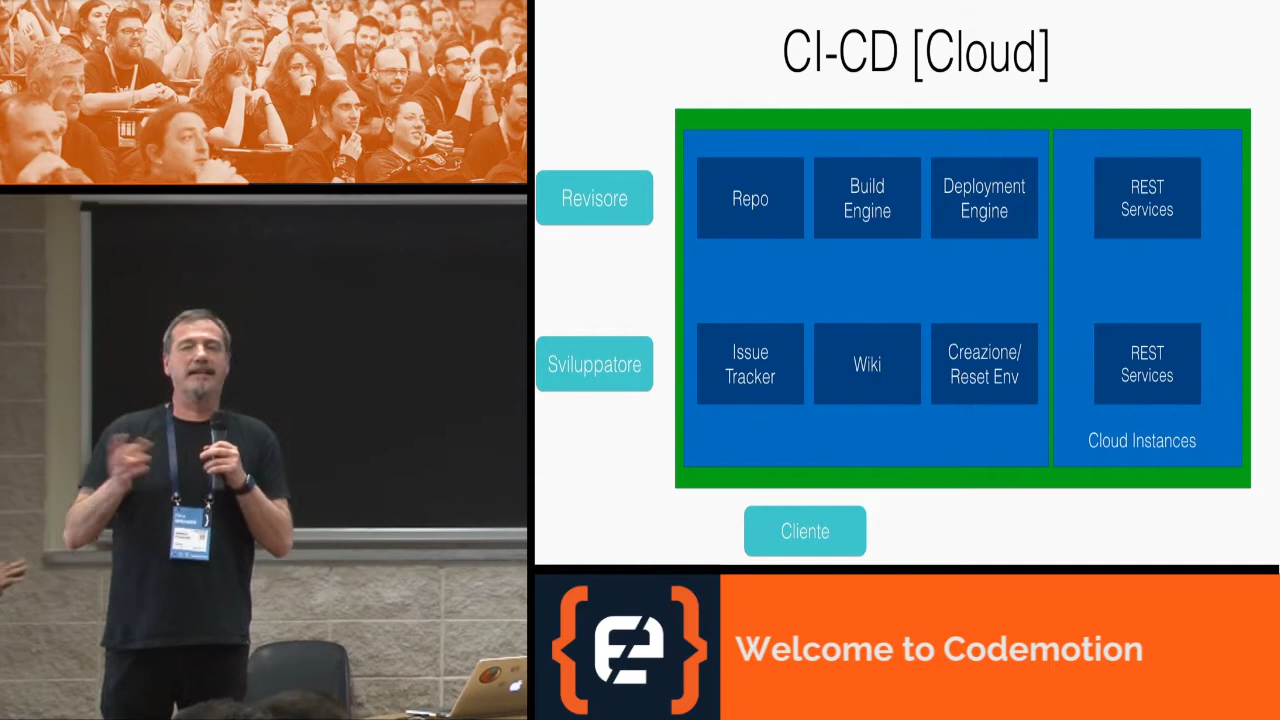 CI-CD [Cloud]
Revisore
Repo
Build
Engine
Deployment
Engine
REST
Services
Sviluppatore
Issue
Tracker
Wiki
Creazione/
Reset Env
REST
Services
Cloud Instances
Cliente
SPEAKER
Welcome to Codemotion